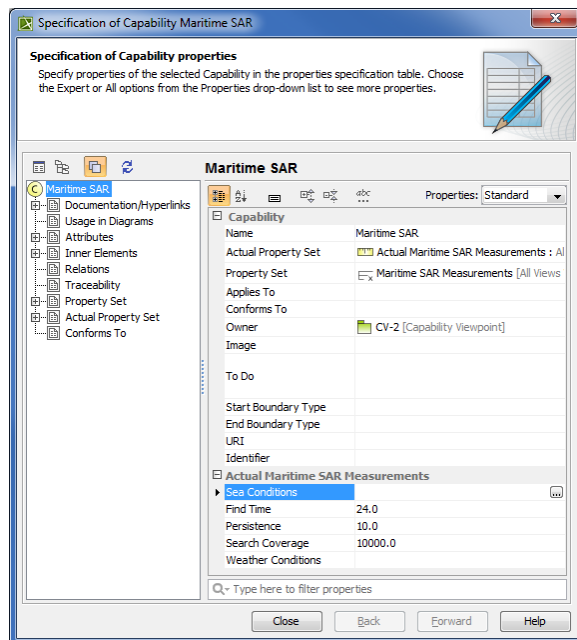 Specification of Capability Maritime SAR
Specification of Capability properties
Specify properties of the selected Capability in the properties specification table. Choose
the Expert or All options from the Properties drop-down list to see more properties.
Maritime SAR
Properties: Standard
C Maritime SAR
Documentation/Hyperlinks
Usage in Diagrams
Attributes
Inner Elements
Relations
Traceability
Property Set
Actual Property Set
Conforms To
Capability
Name Maritime SAR
Actual Property Set Actual Maritime SAR Measurements : Al
Property Set Maritime SAR Measurements [All Views
Applies To
Conforms To
Owner CV-2 [Capability Viewpoint]
Image
To Do
Start Boundary Type
End Boundary Type
URI
Identifier
Actual Maritime SAR Measurements
Sea Conditions ...
Find Time 24.0
Persistence 10.0
Search Coverage 10000.0
Weather Conditions
Type here to filter properties
Close Back Forward Help